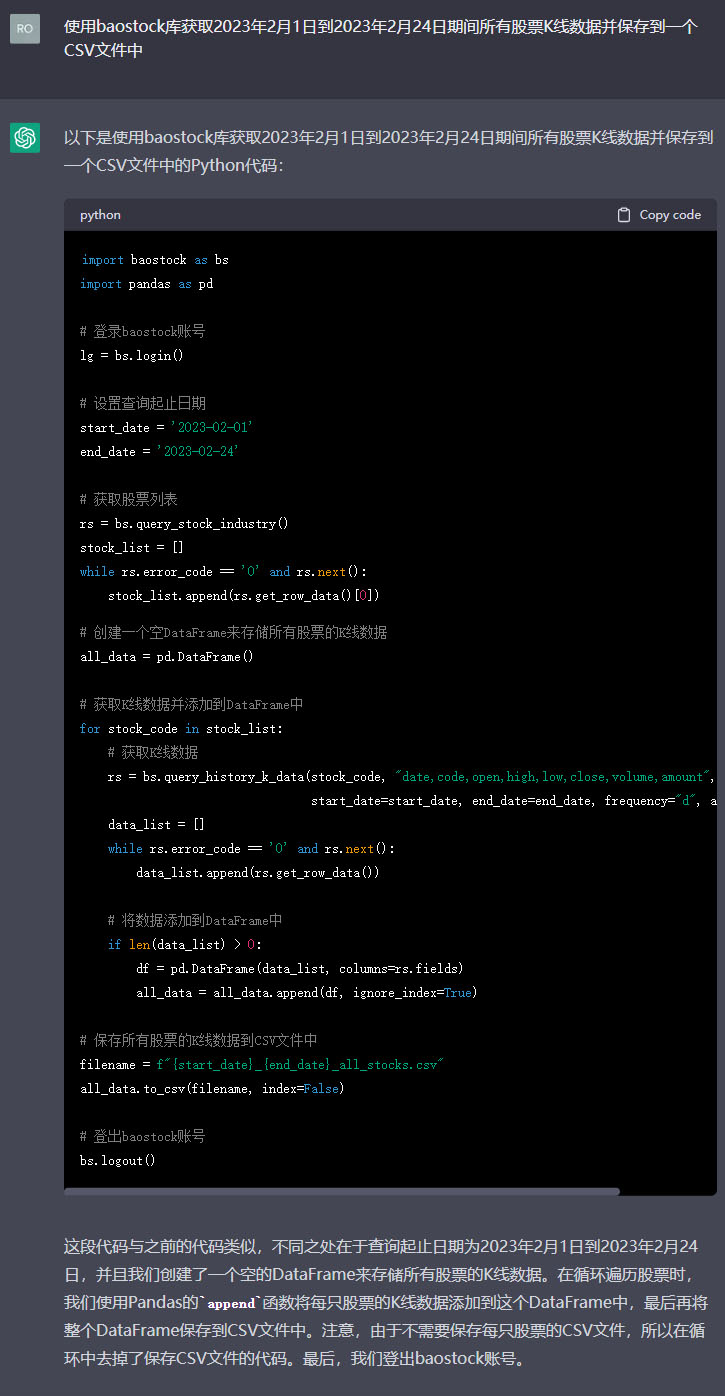 RO
使用baostock库获取2023年2月1日到2023年2月24日期间所有股票K线数据并保存到一个
CSV文件中
以下是使用baostock库获取2023年2月1日到2023年2月24日期间所有股票K线数据并保存到
一个CSV文件中的Python代码：
python
Copy code
import baostock as bs
import pandas as pd
# 登录baostock账号
lg = bs.login()
# 设置查询起止日期
start_date = '2023-02-01'
end_date = '2023-02-24'
# 获取股票列表
rs = bs.query_stock_industry()
stock_list = []
while rs.error_code == '0' and rs.next():
    stock_list.append(rs.get_row_data()[0])
# 创建一个空DataFrame来存储所有股票的K线数据
all_data = pd.DataFrame()
# 获取K线数据并添加到DataFrame中
for stock_code in stock_list:
    # 获取K线数据
    rs = bs.query_history_k_data(stock_code, "date,code,open,high,low,close,volume,amount",
                                 start_date=start_date, end_date=end_date, frequency="d", a
    data_list = []
    while rs.error_code == '0' and rs.next():
        data_list.append(rs.get_row_data())
    # 将数据添加到DataFrame中
    if len(data_list) > 0:
        df = pd.DataFrame(data_list, columns=rs.fields)
        all_data = all_data.append(df, ignore_index=True)
# 保存所有股票的K线数据到CSV文件中
filename = f"{start_date}_{end_date}_all_stocks.csv"
all_data.to_csv(filename, index=False)
# 登出baostock账号
bs.logout()
这段代码与之前的代码类似，不同之处在于查询起止日期为2023年2月1日到2023年2月24
日，并且我们创建了一个空的DataFrame来存储所有股票的K线数据。在循环遍历股票时，
我们使用Pandas的`append`函数将每只股票的K线数据添加到这个DataFrame中，最后再将
整个DataFrame保存到CSV文件中。注意，由于不需要保存每只股票的CSV文件，所以在循
环中去掉了保存CSV文件的代码。最后，我们登出baostock账号。